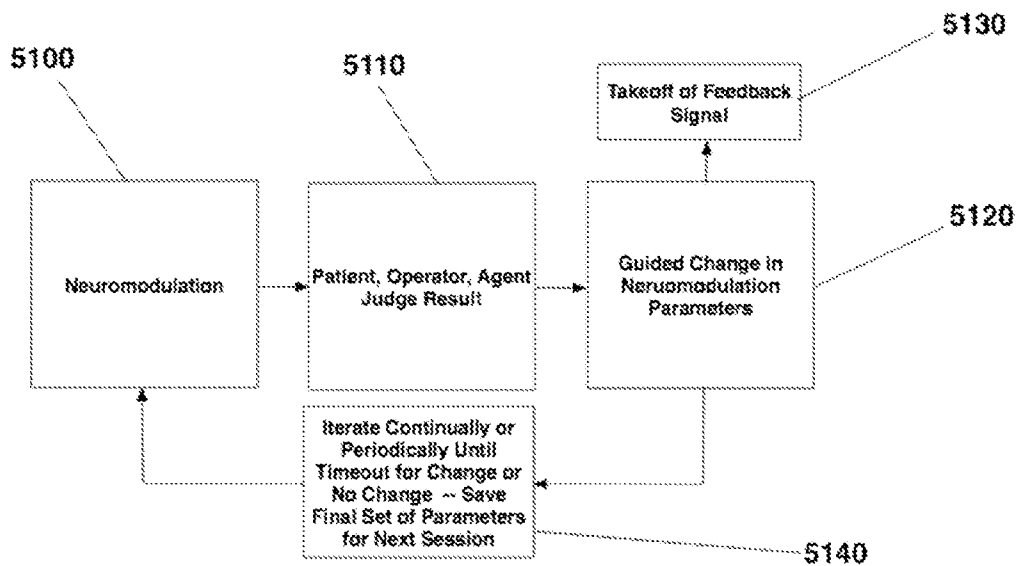 5100
5110
5130
Takeoff of Feedback
Signal
5120
Neuromodulation
Patient, Operator, Agent
Judge Result
Guided Change in
Neruomodulation
Parameters
Iterate Continually or
Periodically Until
Timeout for Change or
No Change -- Save
Final Set of Parameters
for Next Session
5140